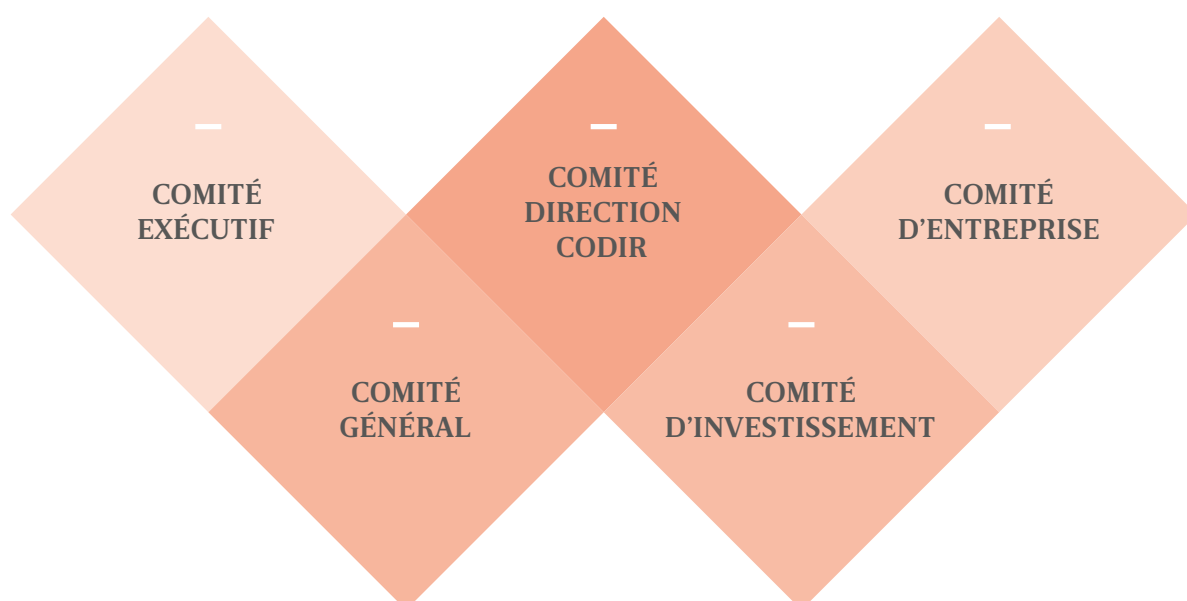 COMITÉ
EXÉCUTIF
COMITÉ
DIRECTION
CODIR
COMITÉ
D'ENTREPRISE
COMITÉ
GÉNÉRAL
COMITÉ
D'INVESTISSEMENT